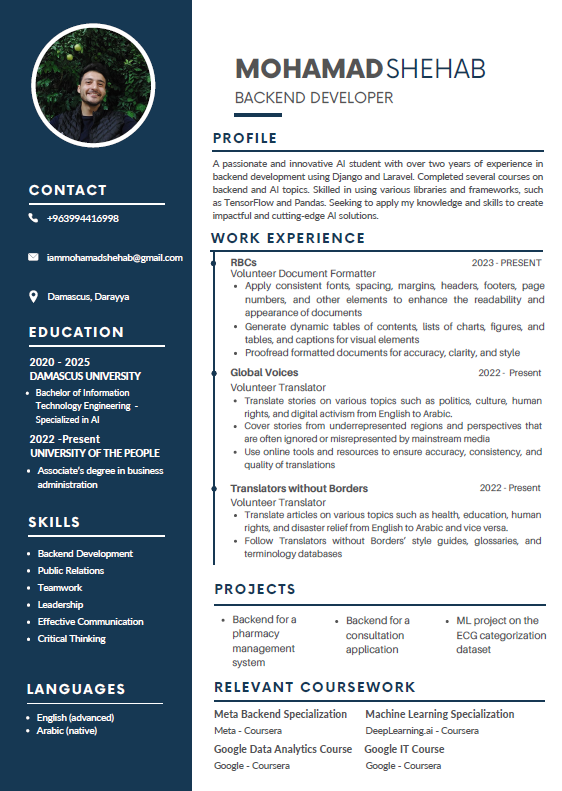 MOHAMAD SHEHAB
BACKEND DEVELOPER
CONTACT
+963994416998
iammohamadshehab@gmail.com
Damascus, Darayya
EDUCATION
2020 - 2025
DAMASCUS UNIVERSITY
Bachelor of Information
Technology Engineering -
Specialized in AI
2022 -Present
UNIVERSITY OF THE PEOPLE
Associate's degree in business
administration
SKILLS
Backend Development
Public Relations
Teamwork
Leadership
Effective Communication
Critical Thinking
LANGUAGES
English (advanced)
Arabic (native)
PROFILE
A passionate and innovative AI student with over two years of experience in
backend development using Django and Laravel. Completed several courses on
backend and AI topics. Skilled in using various libraries and frameworks, such
as TensorFlow and Pandas. Seeking to apply my knowledge and skills to create
impactful and cutting-edge AI solutions.
WORK EXPERIENCE
RBCs 2023 - PRESENT
Volunteer Document Formatter
Apply consistent fonts, spacing, margins, headers, footers, page
numbers, and other elements to enhance the readability and
appearance of documents
Generate dynamic tables of contents, lists of charts, figures, and
tables, and captions for visual elements
Proofread formatted documents for accuracy, clarity, and style
Global Voices 2022 - Present
Volunteer Translator
Translate stories on various topics such as politics, culture, human
rights, and digital activism from English to Arabic.
Cover stories from underrepresented regions and perspectives that
are often ignored or misrepresented by mainstream media
Use online tools and resources to ensure accuracy, consistency, and
quality of translations
Translators without Borders 2022 - Present
Volunteer Translator
Translate articles on various topics such as health, education, human
rights, and disaster relief from English to Arabic and vice versa.
Follow Translators without Borders' style guides, glossaries, and
terminology databases
PROJECTS
Backend for a
pharmacy
management
system
Backend for a
consultation
application
ML project on the
ECG categorization
dataset
RELEVANT COURSEWORK
Meta Backend Specialization
Meta - Coursera
Machine Learning Specialization
DeepLearning.ai - Coursera
Google Data Analytics Course
Google - Coursera
Google IT Course
Google - Coursera